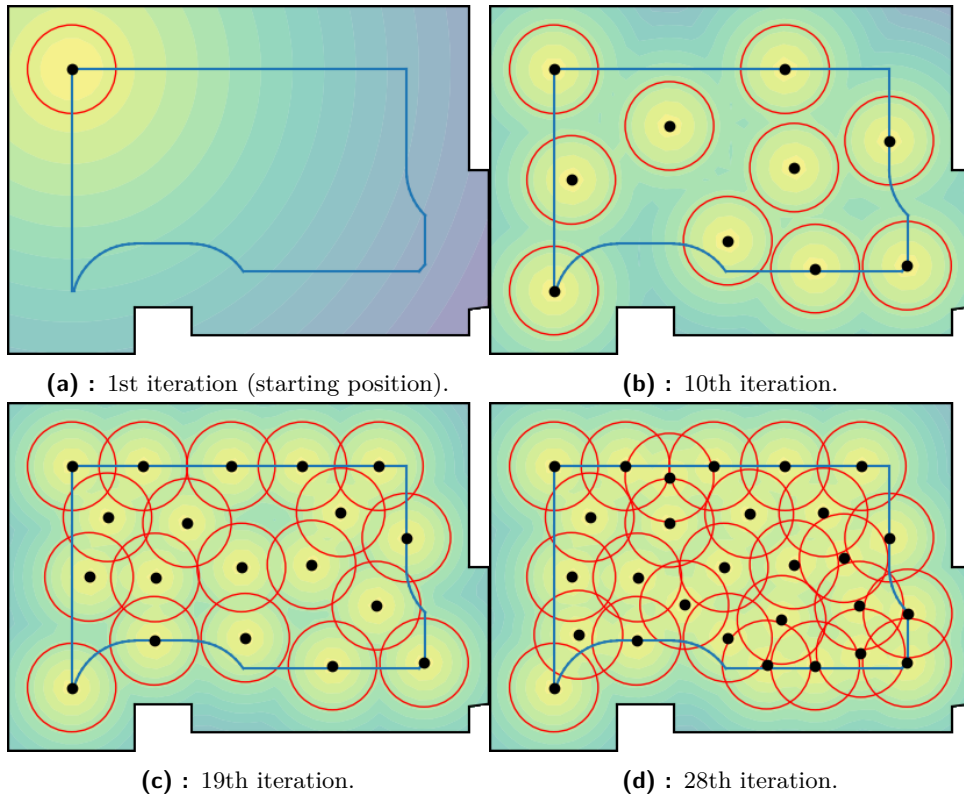 (a) : 1st iteration (starting position).
(b) : 10th iteration.
(c) : 19th iteration.
(d) : 28th iteration.